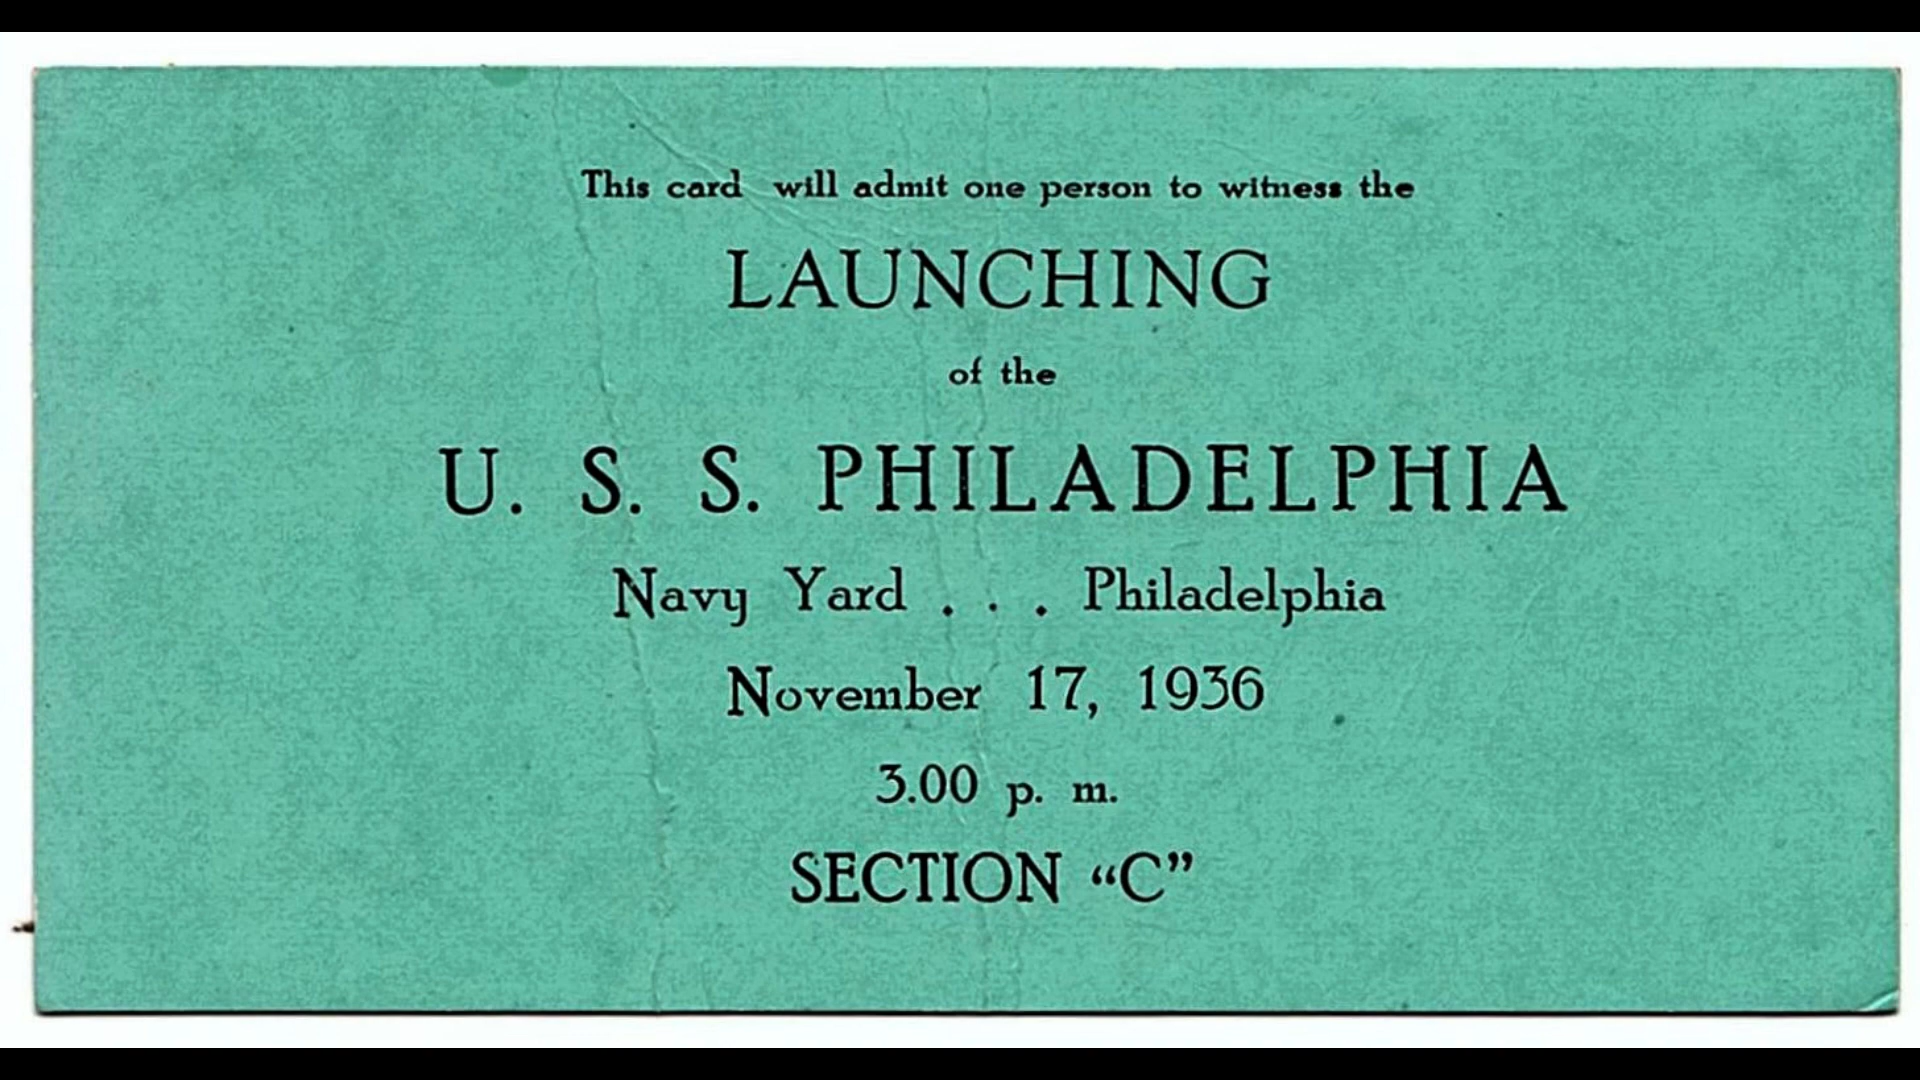 This card will admit one person to witness the
LAUNCHING
of the
U. S. S. PHILADELPHIA
Navy Yard . . . Philadelphia
November 17, 1936
3.00 p. m.
SECTION “C”